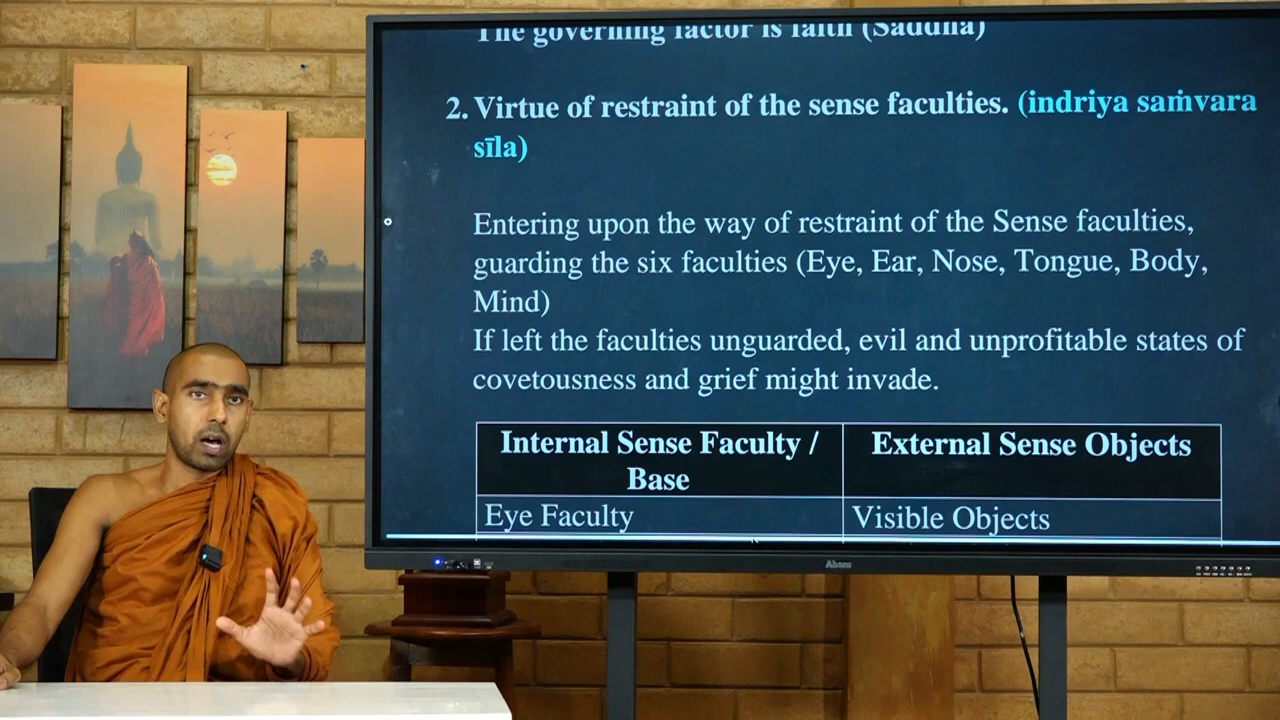 The governing factor is faith (Saddhā)
2. Virtue of restraint of the sense faculties. (indriya saṁvara
sīla)
Entering upon the way of restraint of the Sense faculties,
guarding the six faculties (Eye, Ear, Nose, Tongue, Body,
Mind)
If left the faculties unguarded, evil and unprofitable states of
covetousness and grief might invade.
Internal Sense Faculty /
Base
External Sense Objects
Eye Faculty
Visible Objects
Abans